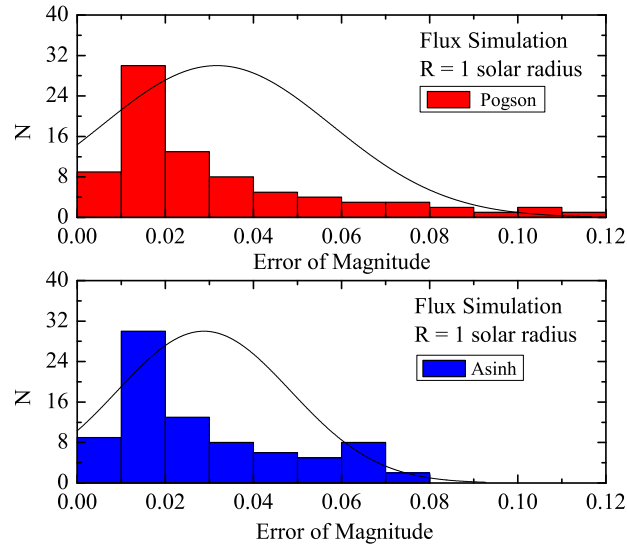 40
32
24
16
8
0
N
Flux Simulation
R = 1 solar radius
Pogson
0.00 0.02 0.04 0.06 0.08 0.10 0.12
Error of Magnitude
40
32
24
16
8
0
N
Flux Simulation
R = 1 solar radius
Asinh
0.00 0.02 0.04 0.06 0.08 0.10 0.12
Error of Magnitude